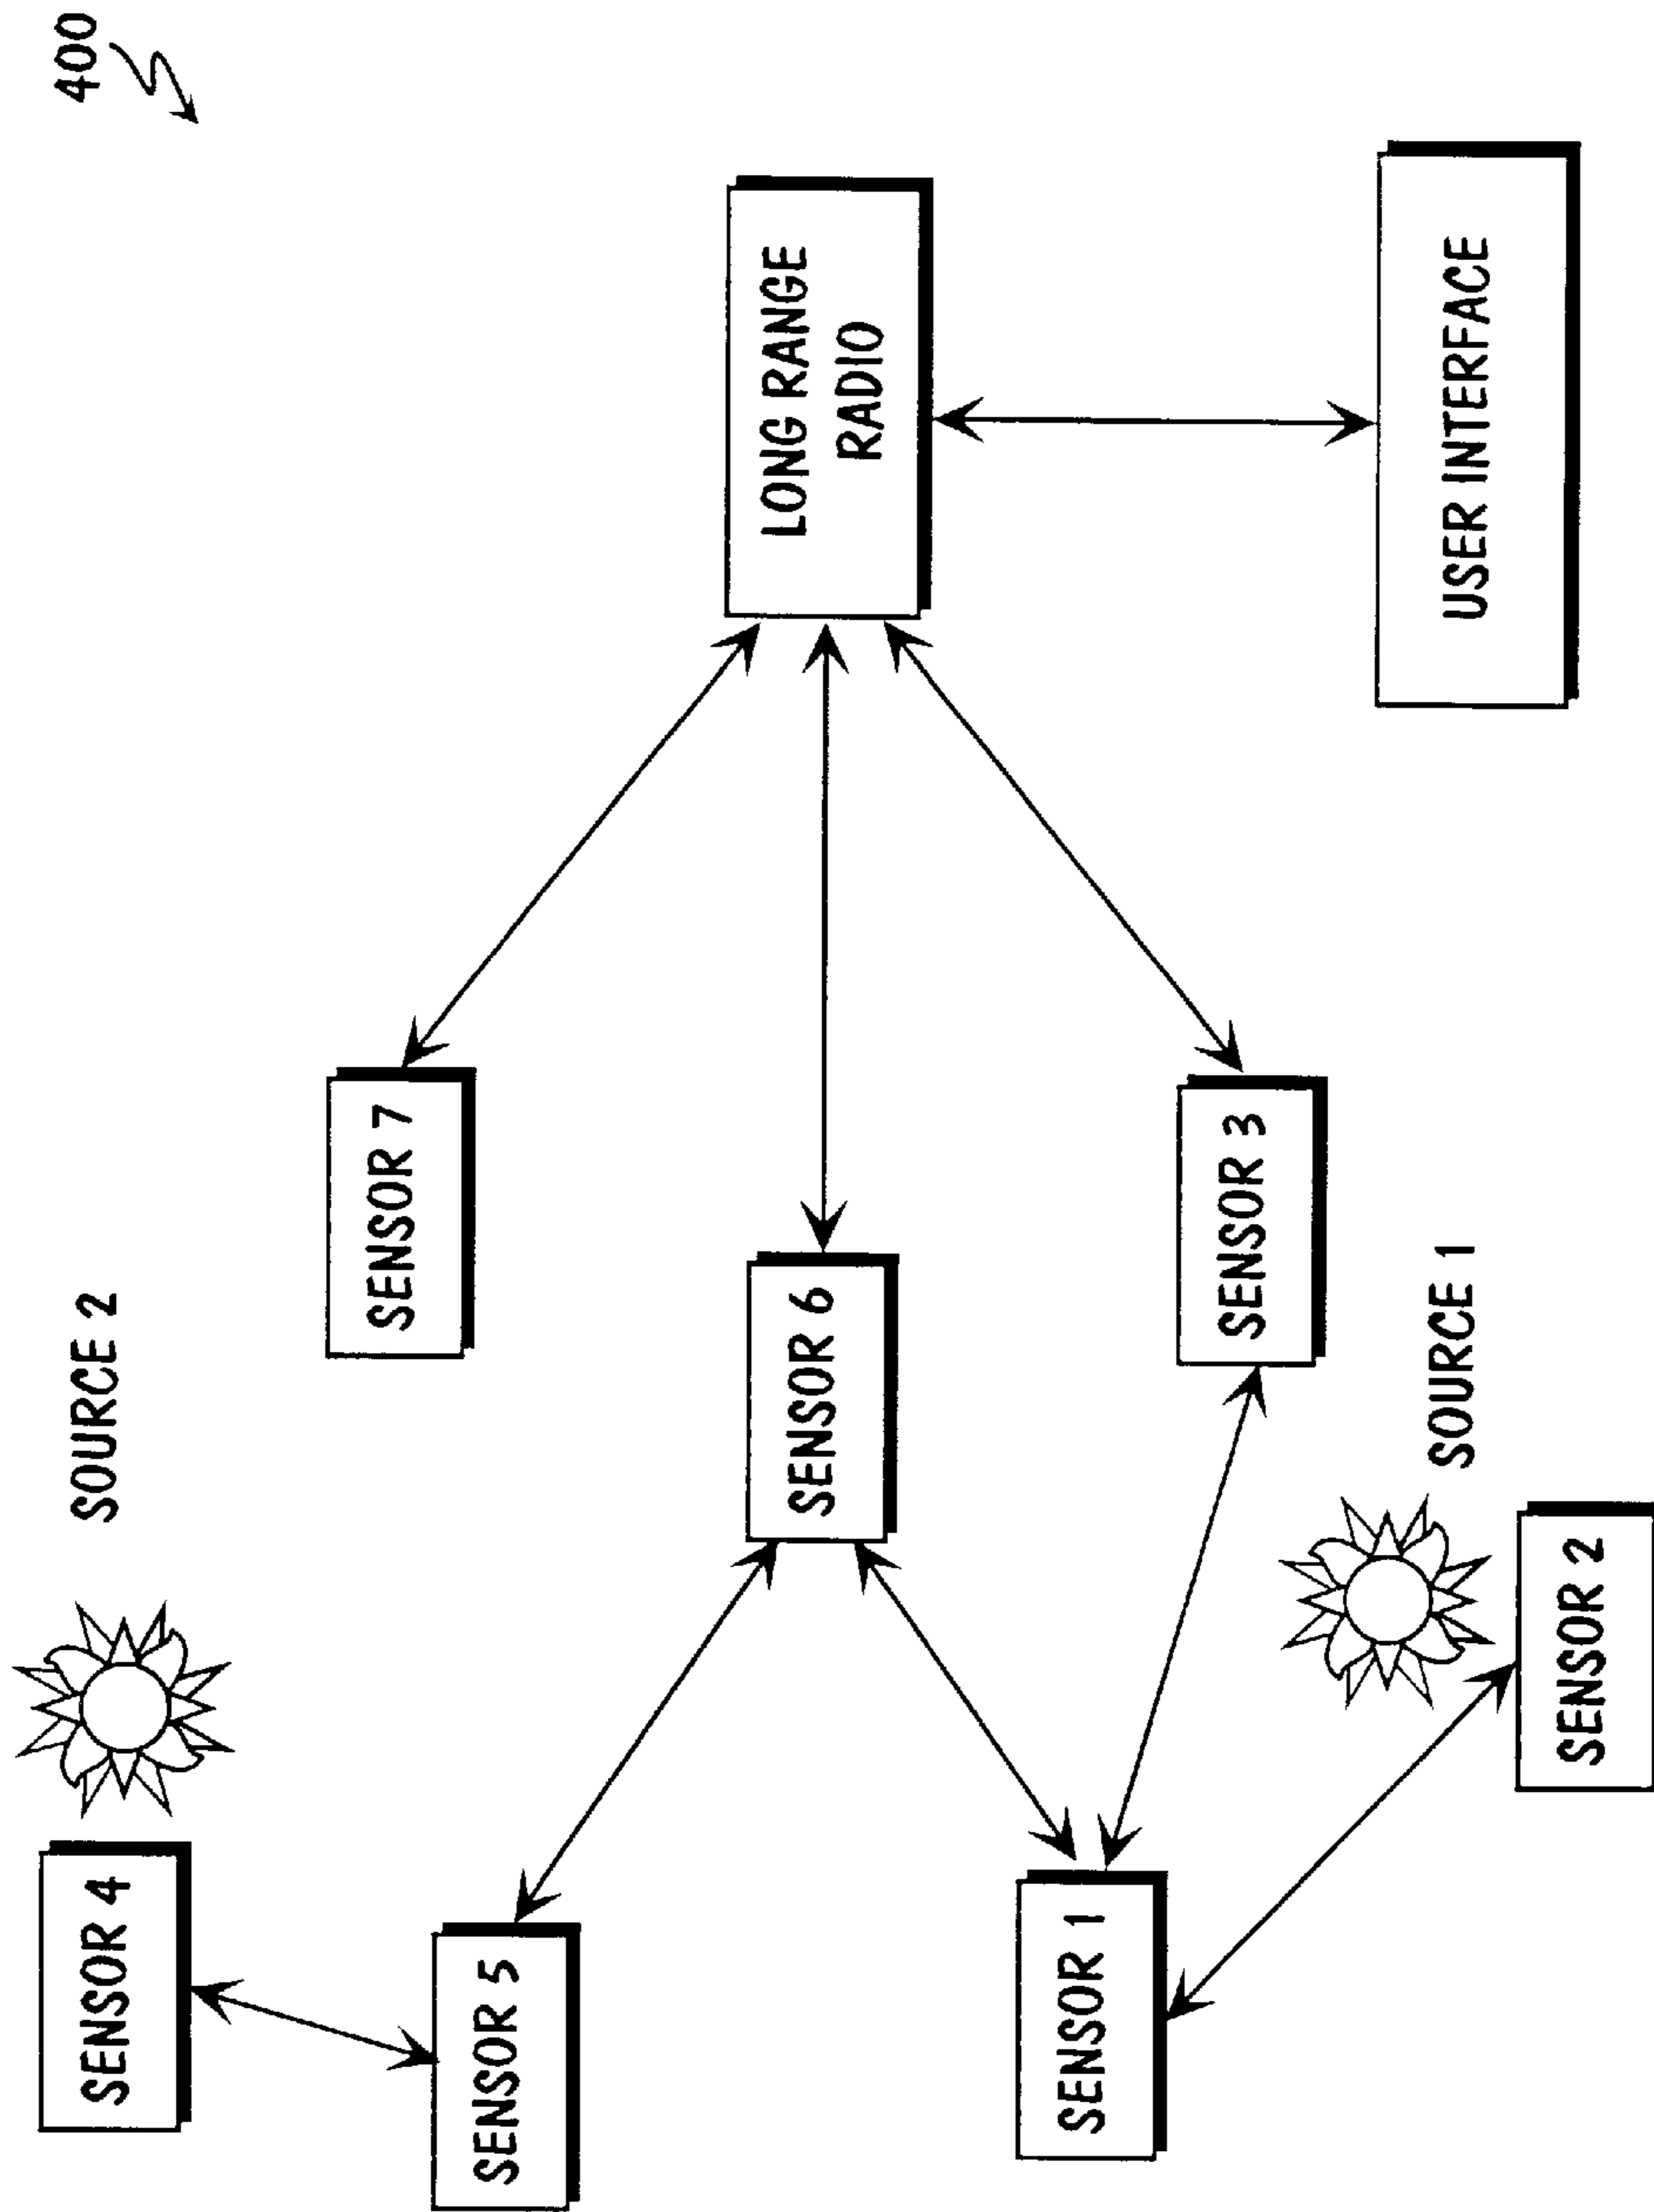 400
SENSOR 4
SOURCE 2
SENSOR 5
SENSOR 7
SENSOR 6
LONG RANGE
RADIO
SENSOR 1
SENSOR 3
SOURCE 1
SENSOR 2
USER INTERFACE